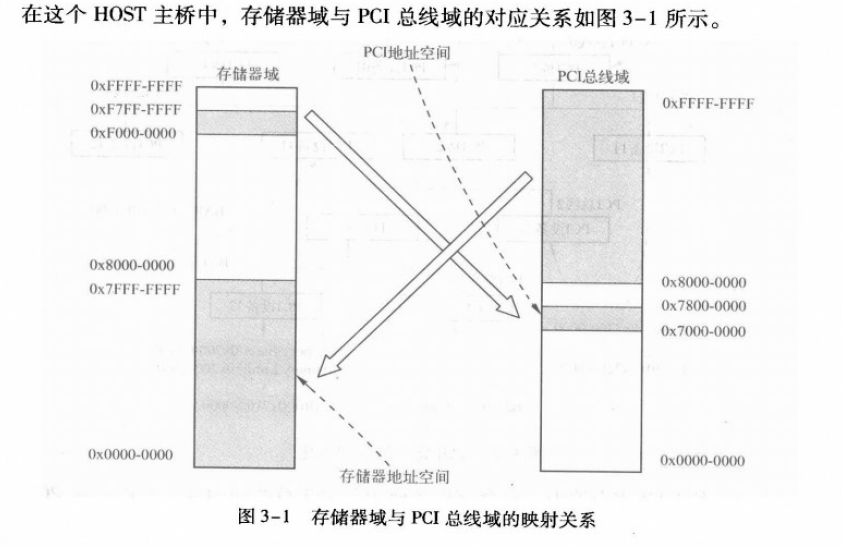 在这个 HOST 主桥中，存储器域与 PCI 总线域的对应关系如图 3-1 所示。
PCI地址空间
存储器域
PCI总线域
0xFFFF-FFFF
0xF7FF-FFFF
0xF000-0000
0x8000-0000
0x7FFF-FFFF
0x0000-0000
0xFFFF-FFFF
0x8000-0000
0x7800-0000
0x7000-0000
0x0000-0000
存储器地址空间
图 3-1 存储器域与 PCI 总线域的映射关系